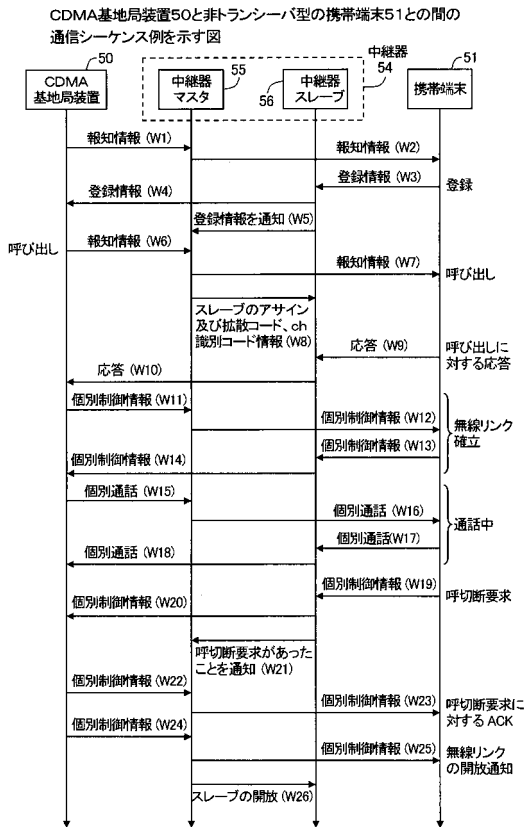 CDMA基地局装置50と非トランシーバ型の携帯端末51との間の
通信シーケンス例を示す図
50
CDMA
基地局装置
55
中継器
マスタ
56
中継器
スレーブ
中継器
54
51
携帯端末
報知情報 (W1)
報知情報 (W2)
登録情報 (W3)
登録
登録情報 (W4)
登録情報を通知 (W5)
呼び出し
報知情報 (W6)
報知情報 (W7)
呼び出し
スレーブのアサイン
及び拡散コード、ch
識別コード情報 (W8)
応答 (W9)
呼び出しに
対する応答
応答 (W10)
個別制御情報 (W11)
個別制御情報 (W12)
個別制御情報 (W13)
無線リンク
確立
個別制御情報 (W14)
個別通話 (W15)
個別通話 (W16)
個別通話(W17)
通話中
個別通話 (W18)
個別制御情報 (W19)
呼切断要求
個別制御情報 (W20)
呼切断要求があった
ことを通知 (W21)
個別制御情報 (W22)
個別制御情報 (W23)
呼切断要求に
対する ACK
個別制御情報 (W24)
個別制御情報 (W25)
無線リンク
の開放通知
スレーブの開放 (W26)